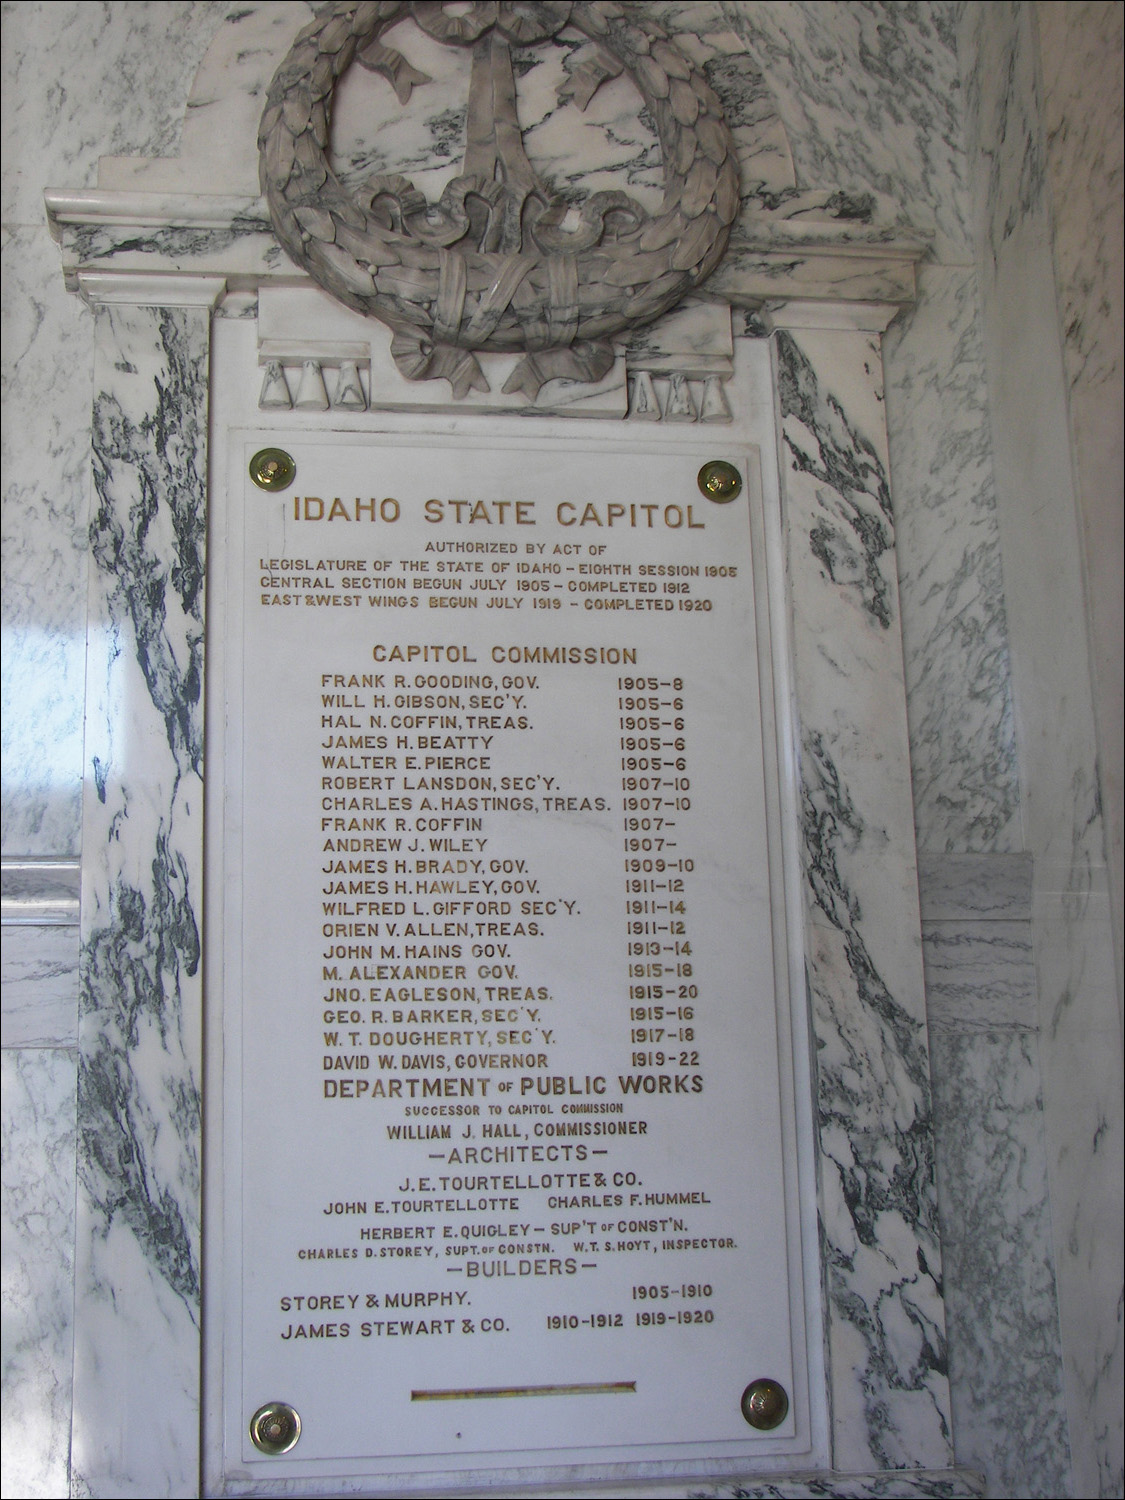 IDAHO STATE CAPITOL
AUTHORIZED BY ACT OF
LEGISLATURE OF THE STATE OF IDAHO - EIGHTH SESSION 1905
CENTRAL SECTION BEGUN JULY 1905 - COMPLETED 1912
EAST & WEST WINGS BEGUN JULY 1919 - COMPLETED 1920
CAPITOL COMMISSION
FRANK R. GOODING, GOV. 1905-8
WILL H. GIBSON, SEC'Y. 1905-6
HAL N. COFFIN, TREAS. 1905-6
JAMES H. BEATTY 1905-6
WALTER E. PIERCE 1905-6
ROBERT LANSDON, SEC'Y. 1907-10
CHARLES A. HASTINGS, TREAS. 1907-10
FRANK R. COFFIN 1907-
ANDREW J. WILEY 1907-
JAMES H. BRADY, GOV. 1909-10
JAMES H. HAWLEY, GOV. 1911-12
WILFRED L. GIFFORD SEC'Y. 1911-14
ORIEN V. ALLEN, TREAS. 1911-12
JOHN M. HAINS GOV. 1913-14
M. ALEXANDER GOV. 1915-18
JNO. EAGLESON, TREAS. 1915-20
GEO. R. BARKER, SEC'Y. 1915-16
W. T. DOUGHERTY, SEC'Y. 1917-18
DAVID W. DAVIS, GOVERNOR 1919-22
DEPARTMENT OF PUBLIC WORKS
SUCCESSOR TO CAPITOL COMMISSION
WILLIAM J. HALL, COMMISSIONER
-ARCHITECTS-
J. E. TOURTELLOTTE & CO.
JOHN E. TOURTELLOTTE CHARLES F. HUMMEL
HERBERT E. QUIGLEY - SUP'T OF CONST'N.
CHARLES D. STOREY, SUPT. OF CONSTN. W. T. S. HOYT, INSPECTOR.
-BUILDERS-
STOREY & MURPHY. 1905-1910
JAMES STEWART & CO. 1910-1912 1919-1920